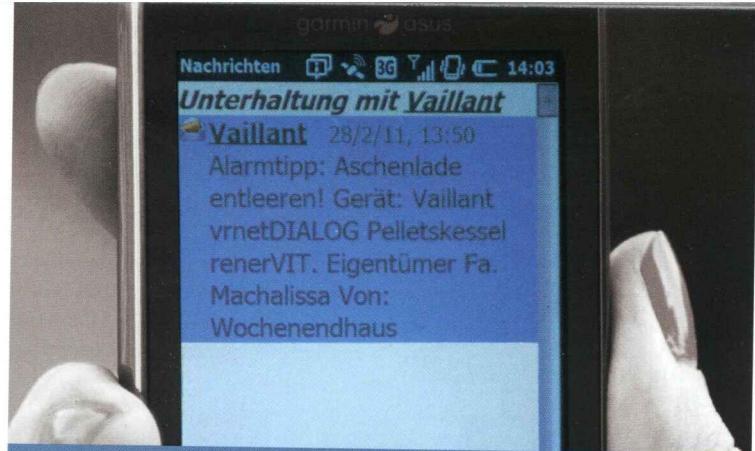 garmin asus
Nachrichten 3G 14:03
Unterhaltung mit Vaillant
Vaillant 28/2/11, 13:50
Alarmtipp: Aschenlade
entleeren! Gerät: Vaillant
vrnetDIALOG Pelletskessel
renerVIT. Eigentümer Fa.
Machalissa Von:
Wochenendhaus